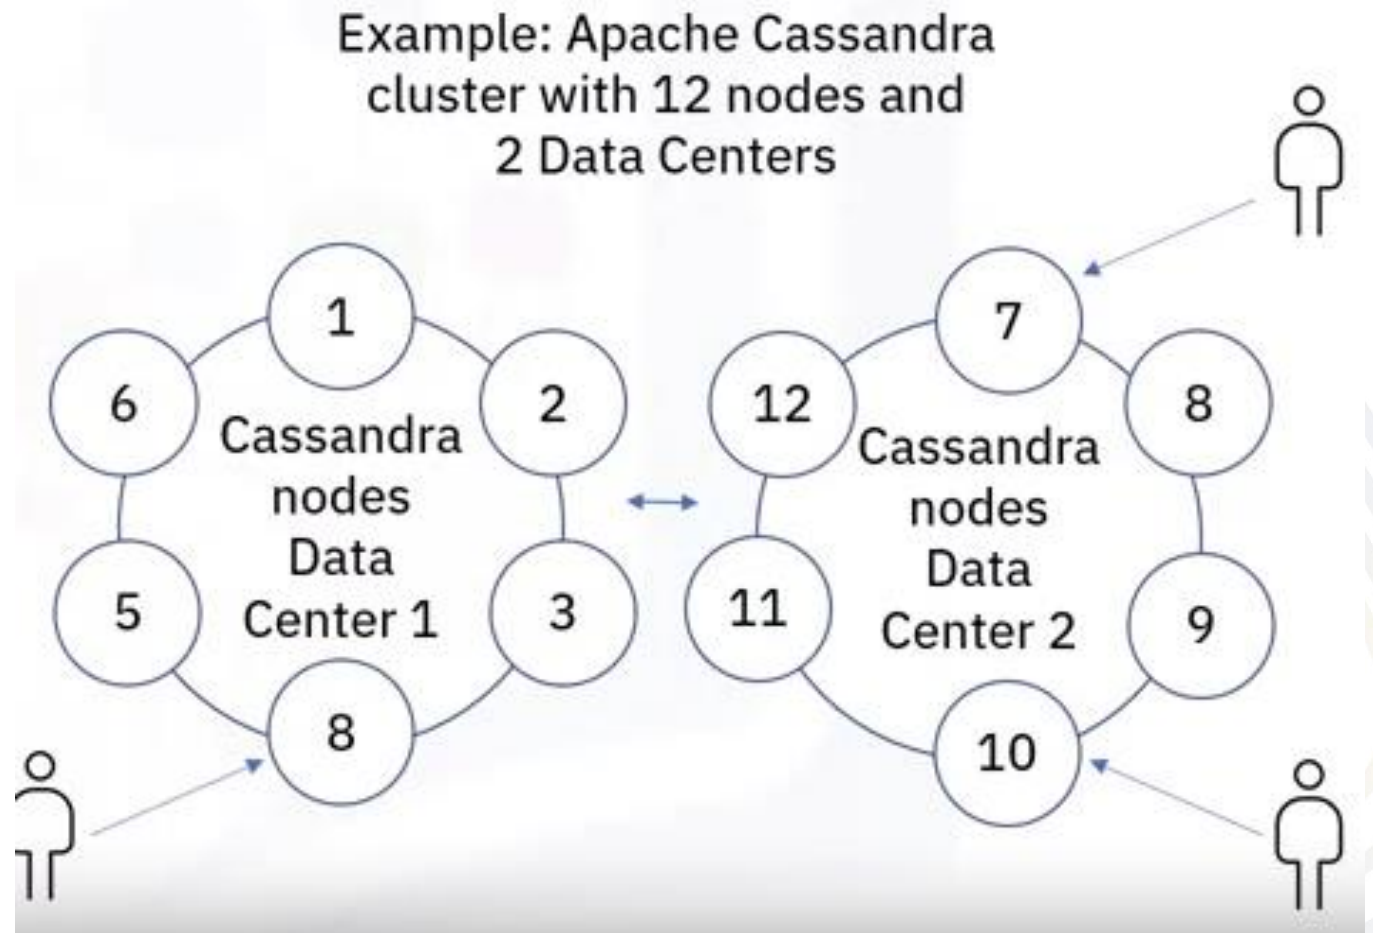 Example: Apache Cassandra
cluster with 12 nodes and
2 Data Centers
1
6
2
Cassandra
nodes
Data
Center 1
5
3
8
7
12
8
Cassandra
nodes
Data
Center 2
11
9
10